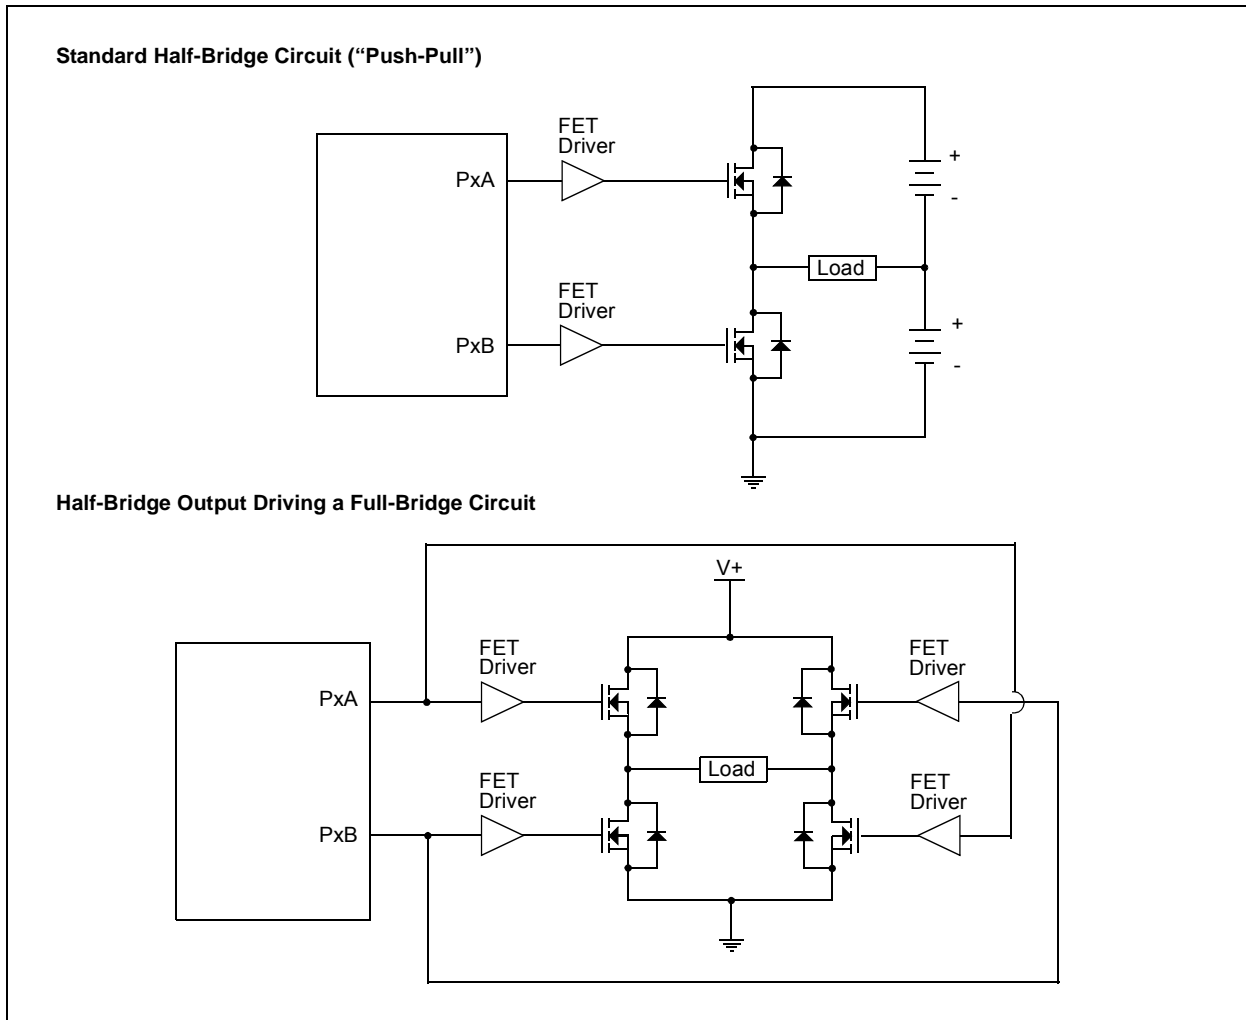 Standard Half-Bridge Circuit (“Push-Pull”)
FET
Driver
PxA
+
-
Load
FET
Driver
PxB
+
-
Half-Bridge Output Driving a Full-Bridge Circuit
V+
FET
Driver
FET
Driver
PxA
Load
FET
Driver
FET
Driver
PxB